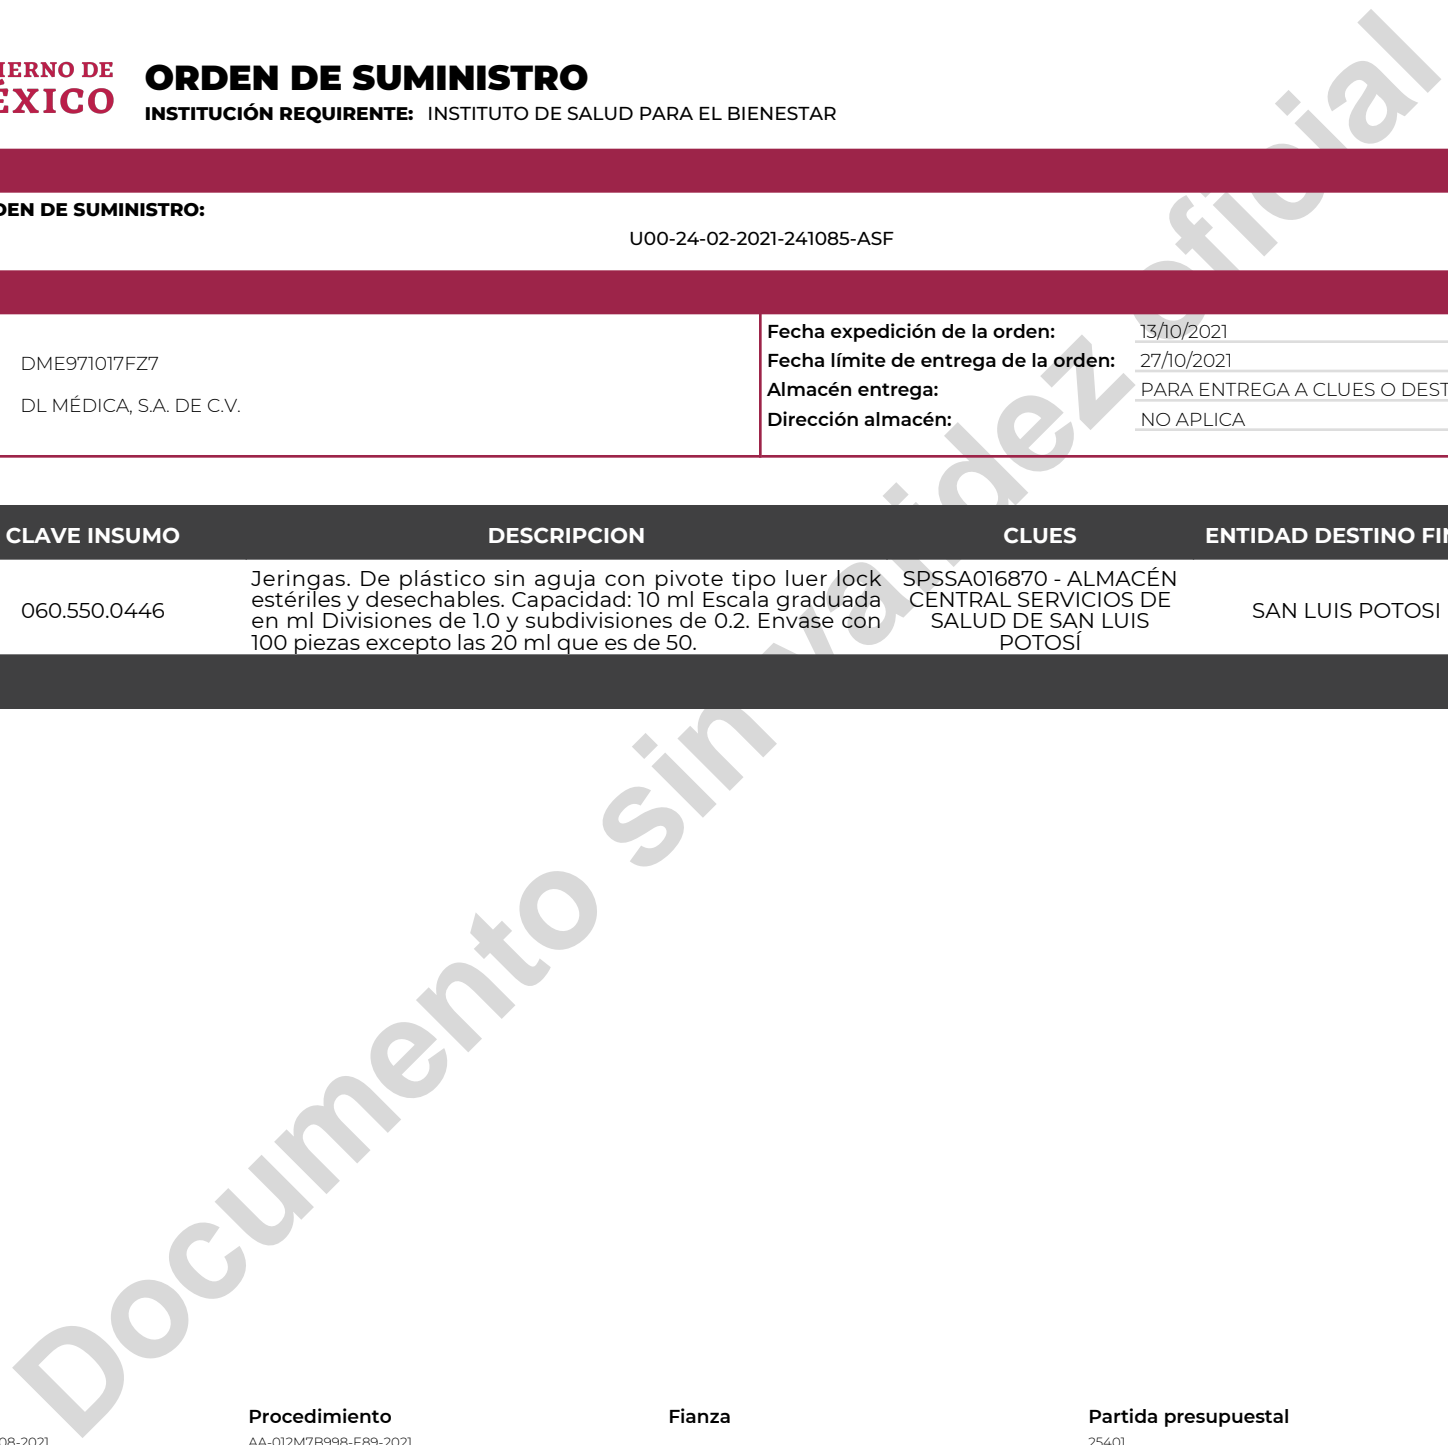 ORDEN DE SUMINISTRO
INSTITUCIÓN REQUIRENTE: INSTITUTO DE SALUD PARA EL BIENESTAR
DE SUMINISTRO:
U00-24-02-2021-241085-ASF
DME971017FZ7
DL MÉDICA, S.A. DE C.V.
Fecha expedición de la orden: 13/10/2021
Fecha límite de entrega de la orden: 27/10/2021
Almacén entrega: PARA ENTREGA A CLUES O
Dirección almacén: NO APLICA
CLAVE INSUMO DESCRIPCION CLUES ENTIDAD DESTINO
060.550.0446
Jeringas. De plástico sin aguja con pivote tipo luer lock
estériles y desechables. Capacidad: 10 ml Escala graduada
en ml Divisiones de 1.0 y subdivisiones de 0.2. Envase con
100 piezas excepto las 20 ml que es de 50.
SPSSA016870 - ALMACÉN
CENTRAL SERVICIOS DE
SALUD DE SAN LUIS
POTOSÍ
SAN LUIS POTOSI
Documento sin validez oficial
Procedimiento Fianza Partida presupuestal
AA-012M7B998-E89-2021 25401